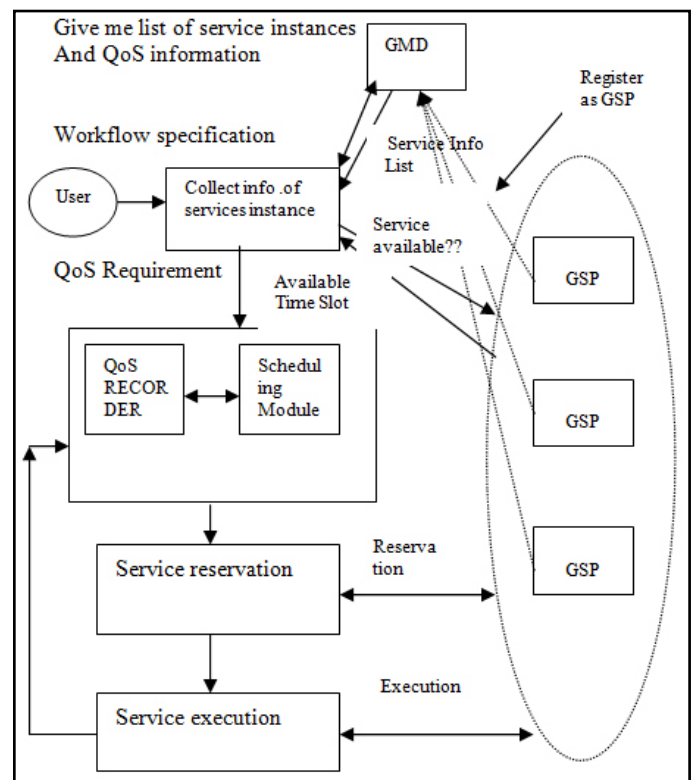 Give me list of service instances
And QoS information
GMD
Register
as GSP
Workflow specification
Service Info
List
User
Collect info .of
services instance
Service
available??
QoS Requirement
Available
Time Slot
GSP
QoS
RECOR
DER
Schedul
ing
Module
GSP
Service reservation
Reserva
tion
GSP
Service execution
Execution